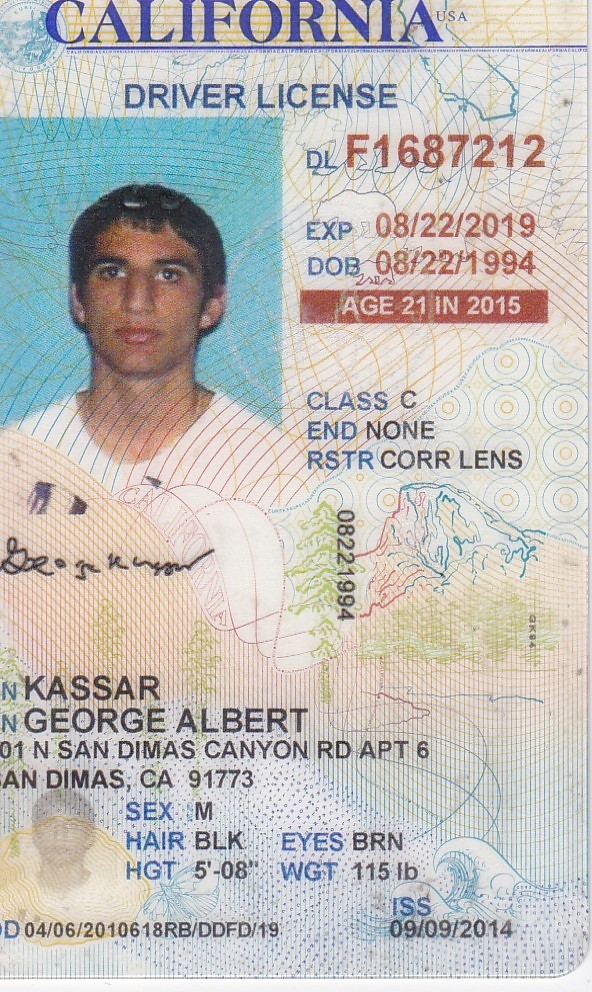 CALIFORNIA USA
DRIVER LICENSE
DL F1687212
EXP 08/22/2019
DOB 08/22/1994
AGE 21 IN 2015
CLASS C
END NONE
RSTR CORR LENS
CALIFORNIA
08221994
George Kassar
N KASSAR
N GEORGE ALBERT
01 N SAN DIMAS CANYON RD APT 6
SAN DIMAS, CA 91773
SEX M
HAIR BLK EYES BRN
HGT 5'-08" WGT 115 lb
ISS
DD 04/06/2010618RB/DDFD/19 09/09/2014